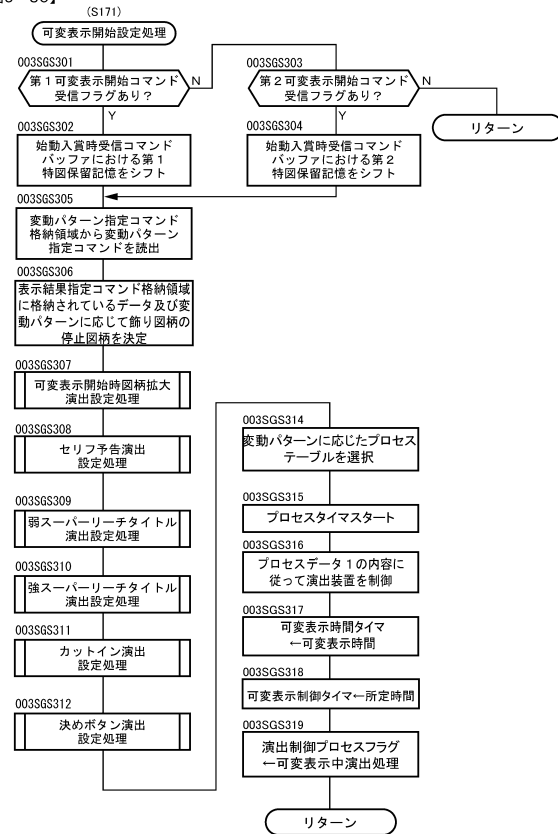 (S171)
可変表示開始設定処理
003SGS301
第１可変表示開始コマンド
受信フラグあり？
N
Y
003SGS303
第２可変表示開始コマンド
受信フラグあり？
N
Y
リターン
003SGS302
始動入賞時受信コマンド
バッファにおける第１
特図保留記憶をシフト
003SGS304
始動入賞時受信コマンド
バッファにおける第２
特図保留記憶をシフト
003SGS305
変動パターン指定コマンド
格納領域から変動パターン
指定コマンドを読出
003SGS306
表示結果指定コマンド格納領域
に格納されているデータ及び変
動パターンに応じて飾り図柄の
停止図柄を決定
003SGS307
可変表示開始時図柄拡大
演出設定処理
003SGS308
セリフ予告演出
設定処理
003SGS309
弱スーパーリーチタイトル
演出設定処理
003SGS310
強スーパーリーチタイトル
演出設定処理
003SGS311
カットイン演出
設定処理
003SGS312
決めボタン演出
設定処理
003SGS314
変動パターンに応じたプロセス
テーブルを選択
003SGS315
プロセスタイマスタート
003SGS316
プロセスデータ１の内容に
従って演出装置を制御
003SGS317
可変表示時間タイマ
←可変表示時間
003SGS318
可変表示制御タイマ←所定時間
003SGS319
演出制御プロセスフラグ
←可変表示中演出処理
リターン